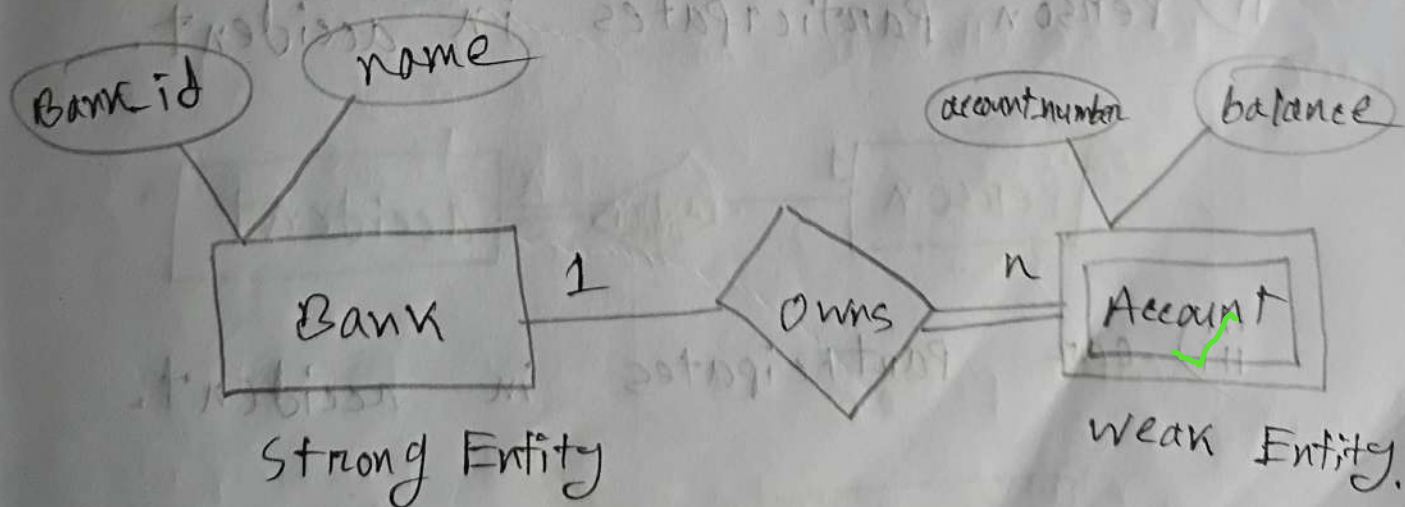 Bank id
name
account number
balance
Bank
1
Owns
n
Account
Strong Entity
Weak Entity.